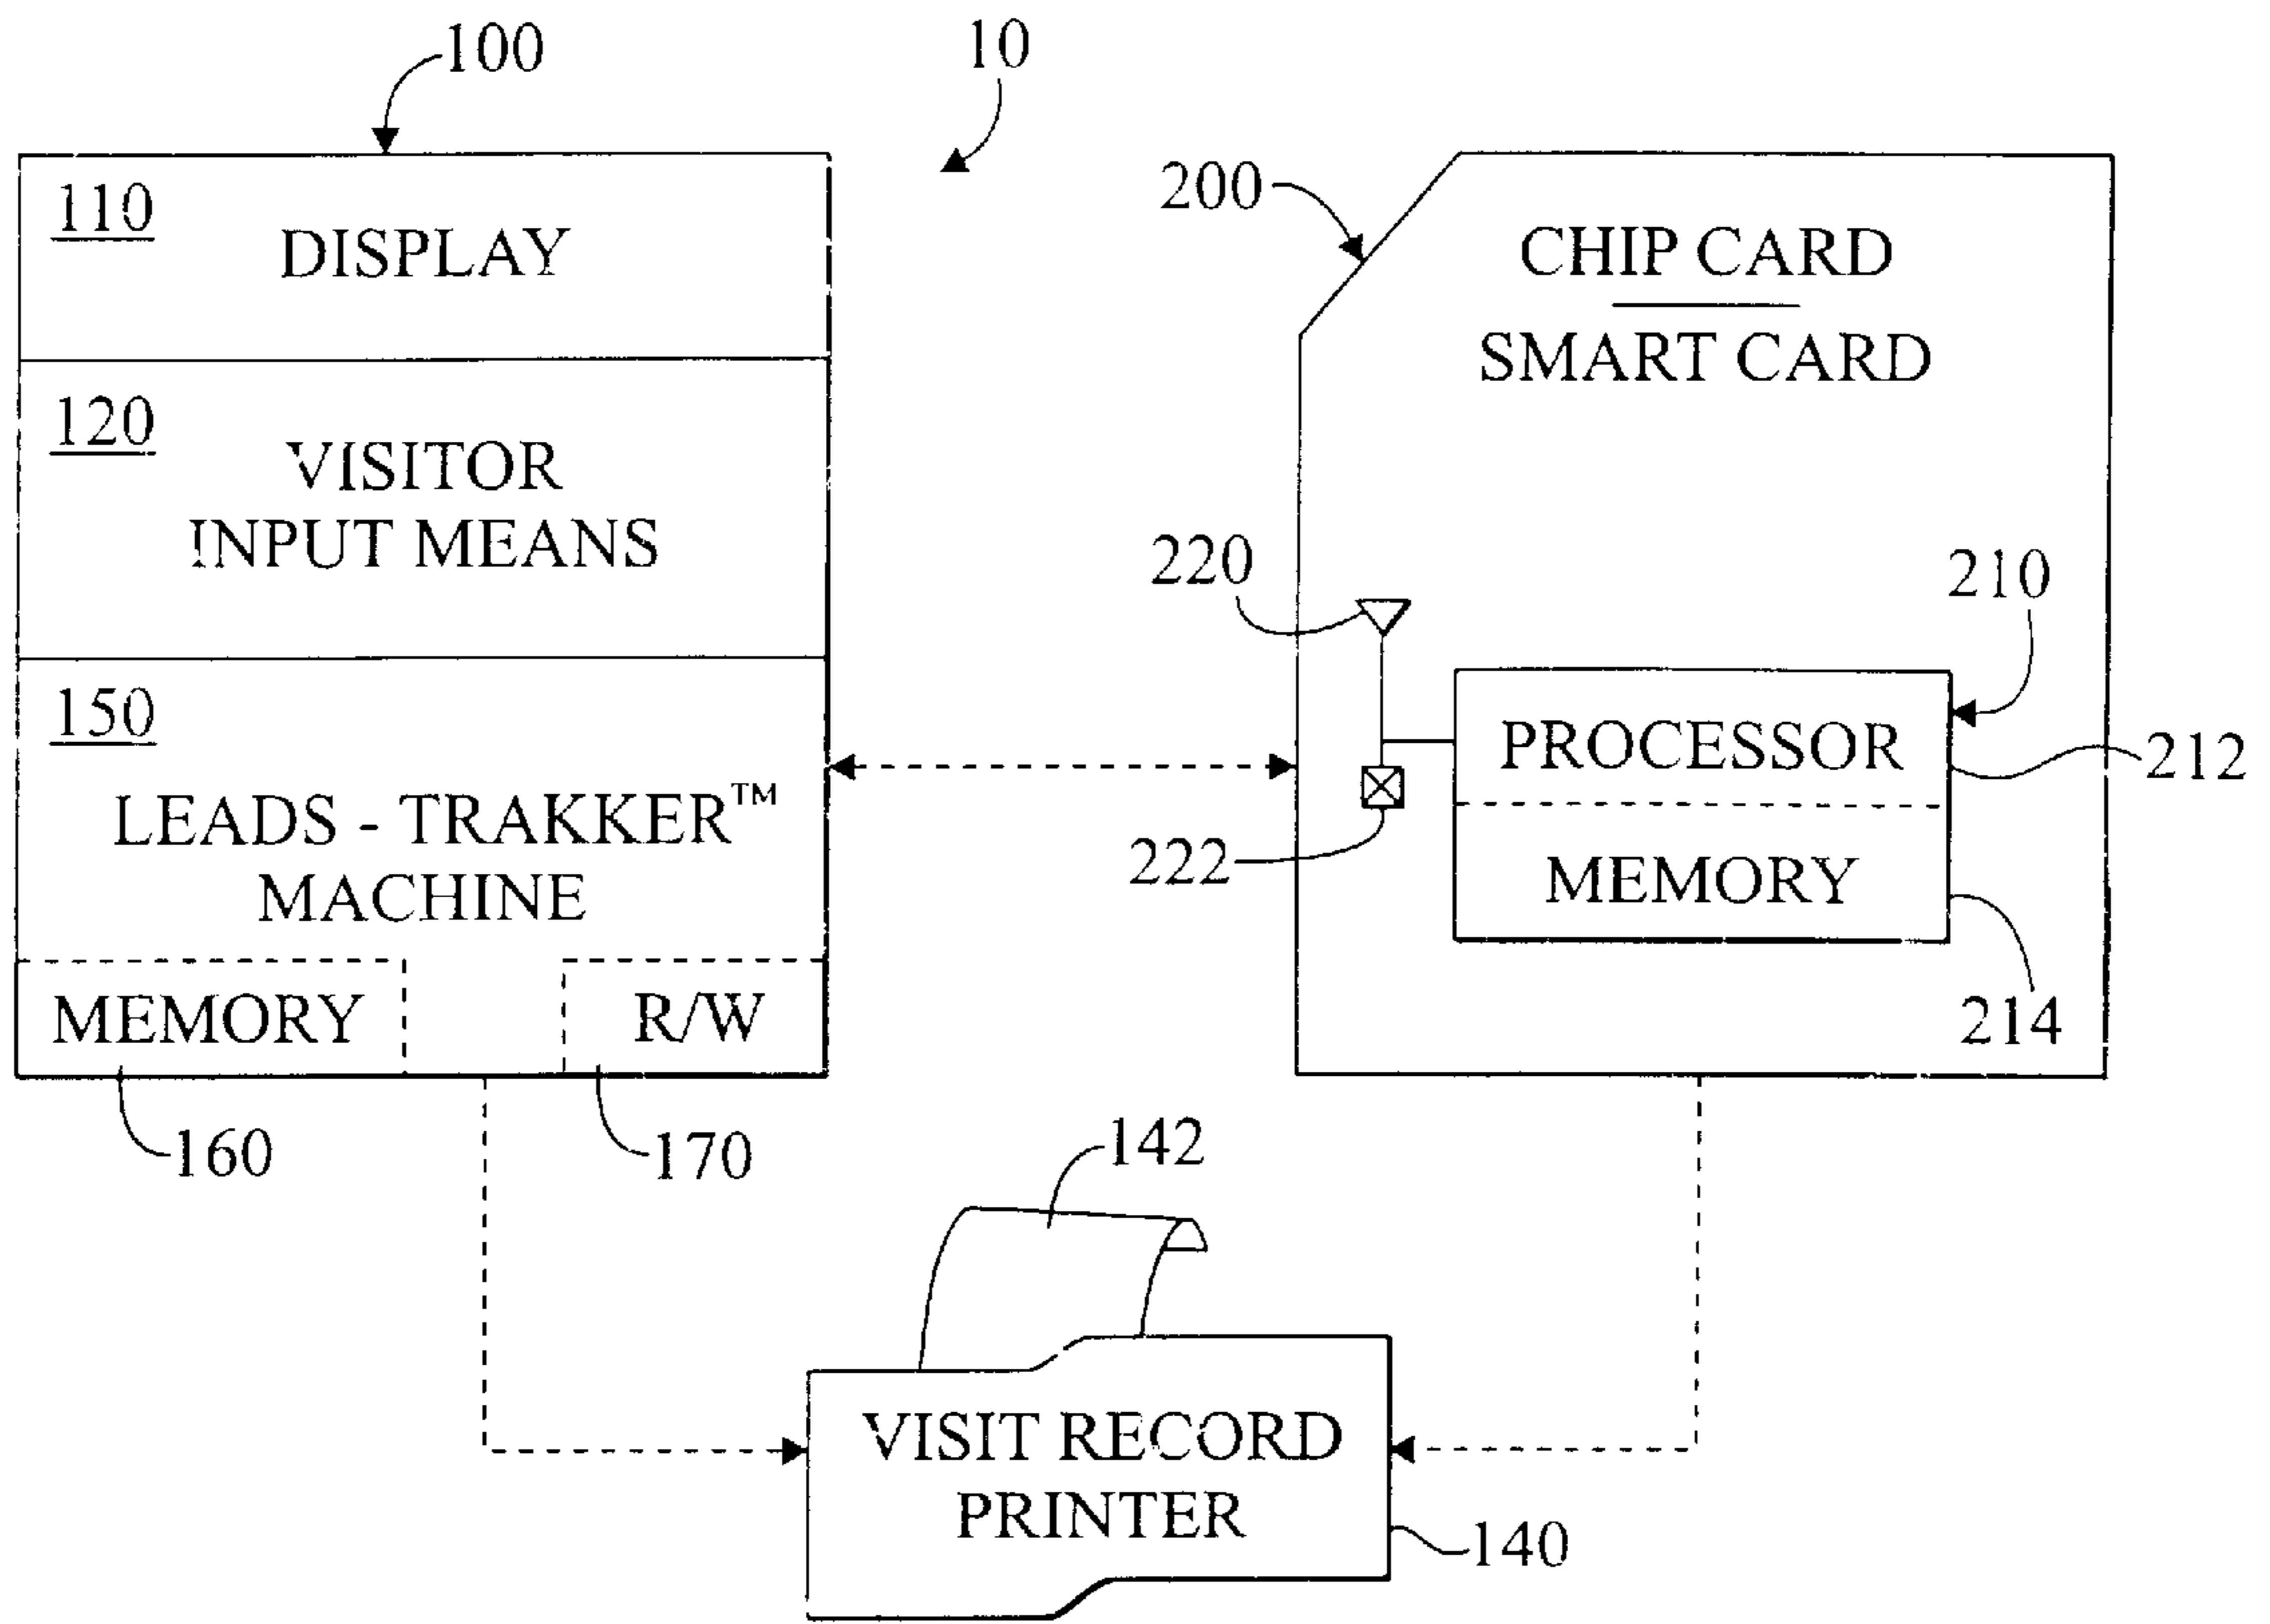 100
10
110
DISPLAY
120
VISITOR
INPUT MEANS
150
LEADS - TRAKKER™
MACHINE
MEMORY
R/W
160
170
200
CHIP CARD
SMART CARD
220
210
PROCESSOR
212
222
MEMORY
214
142
VISIT RECORD
PRINTER
140